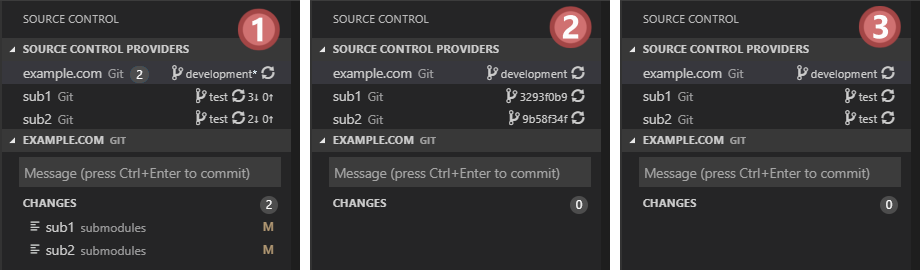 SOURCE CONTROL
1
SOURCE CONTROL PROVIDERS
example.com Git 2 development*
sub1 Git test 3↓ 0↑
sub2 Git test 2↓ 0↑
EXAMPLE.COM GIT
Message (press Ctrl+Enter to commit)
CHANGES 2
sub1 submodules M
sub2 submodules M
SOURCE CONTROL
2
SOURCE CONTROL PROVIDERS
example.com Git development
sub1 Git 3293f0b9
sub2 Git 9b58f34f
EXAMPLE.COM GIT
Message (press Ctrl+Enter to commit)
CHANGES 0
SOURCE CONTROL
3
SOURCE CONTROL PROVIDERS
example.com Git development
sub1 Git test
sub2 Git test
EXAMPLE.COM GIT
Message (press Ctrl+Enter to commit)
CHANGES 0